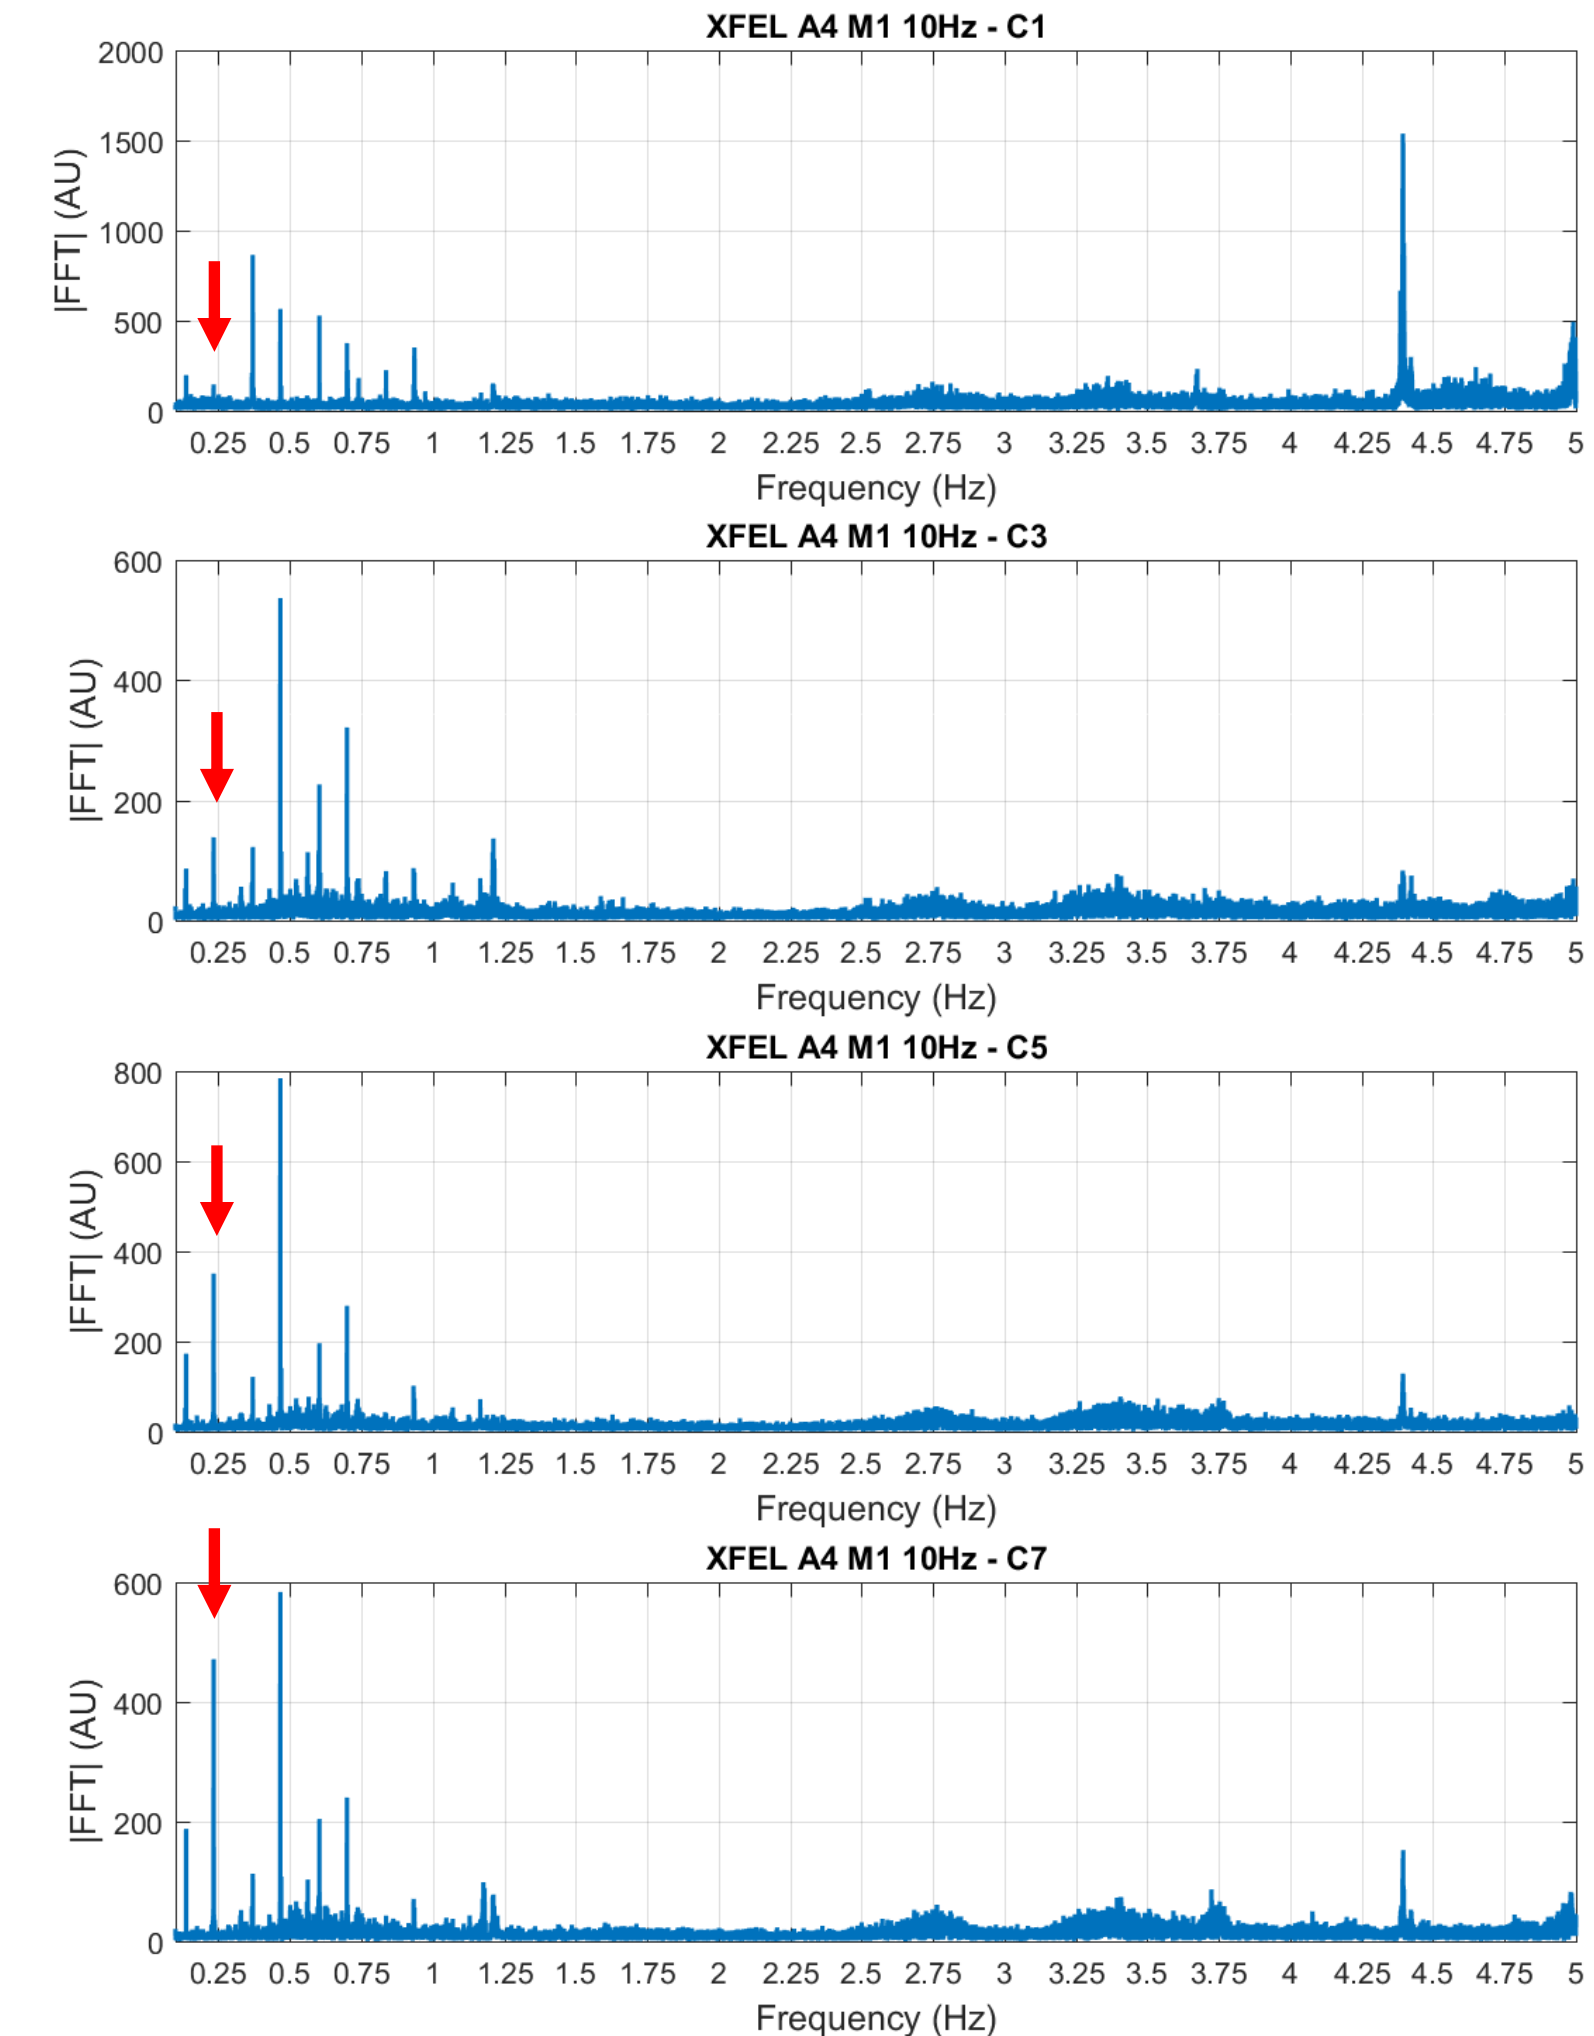 XFEL A4 M1 10Hz - C1
2000
1500
1000
500
0
|FFT| (AU)
0.25 0.5 0.75 1 1.25 1.5 1.75 2 2.25 2.5 2.75 3 3.25 3.5 3.75 4 4.25 4.5 4.75 5
Frequency (Hz)
XFEL A4 M1 10Hz - C3
600
400
200
0
|FFT| (AU)
0.25 0.5 0.75 1 1.25 1.5 1.75 2 2.25 2.5 2.75 3 3.25 3.5 3.75 4 4.25 4.5 4.75 5
Frequency (Hz)
XFEL A4 M1 10Hz - C5
800
600
400
200
0
|FFT| (AU)
0.25 0.5 0.75 1 1.25 1.5 1.75 2 2.25 2.5 2.75 3 3.25 3.5 3.75 4 4.25 4.5 4.75 5
Frequency (Hz)
XFEL A4 M1 10Hz - C7
600
400
200
0
|FFT| (AU)
0.25 0.5 0.75 1 1.25 1.5 1.75 2 2.25 2.5 2.75 3 3.25 3.5 3.75 4 4.25 4.5 4.75 5
Frequency (Hz)